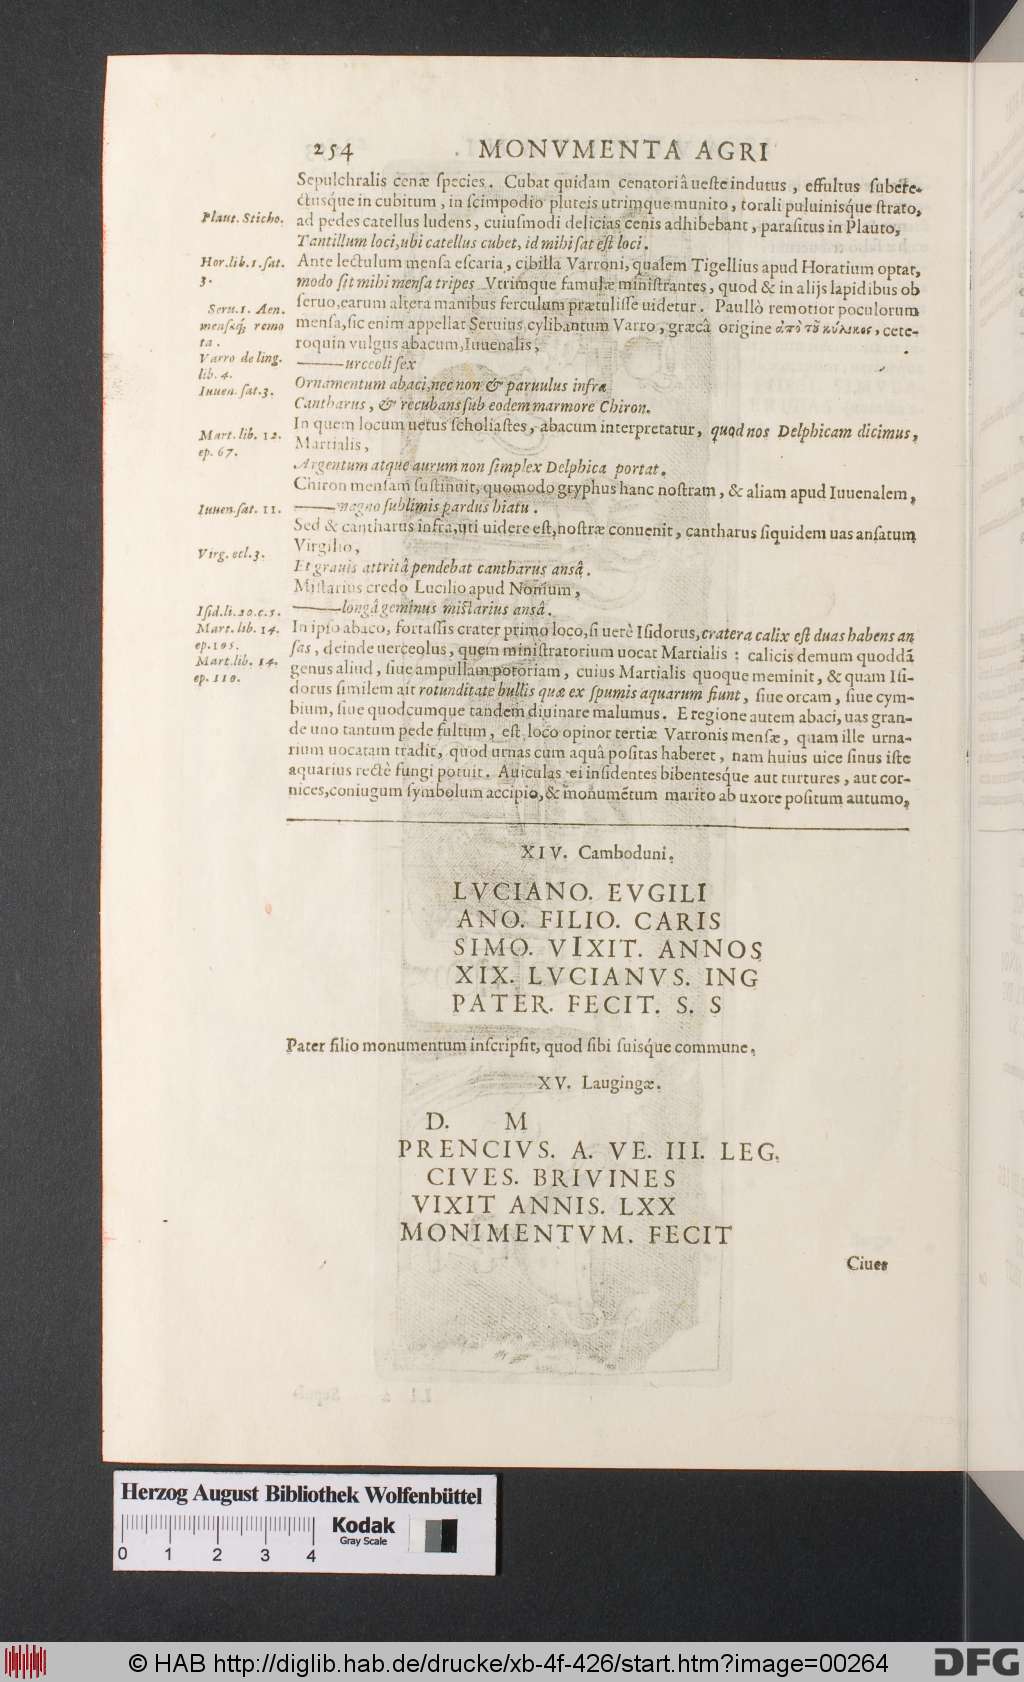 254 MONVMENTA AGRI
Sepulchralis cenæ species. Cubat quidam cenatoriâ ueste indutus, effultus subere-
ctusque in cubitum, in scimpodio pluteis utrimque munito, torali puluinisque strato,
Plaut. Sticho.
ad pedes catellus ludens, cuiusmodi delicias cenis adhibebant, parasitus in Plauto,
Tantillum loci, ubi catellus cubet, id mihi sat est loci.
Hor. lib. 1. sat.
3.
Ante lectulum mensa escaria, cibilla Varroni, qualem Tigellius apud Horatium optat,
modo sit mihi mensa tripes. Vtrimque famulæ ministrantes, quod & in alijs lapidibus ob
Seru. 1. Aen.
mensæq́; remo
ta.
seruo, earum altera manibus ferculum prætulisse uidetur. Paullò remotior poculorum
mensa, sic enim appellat Seruius, cylibantum Varro, græcâ origine ἀπὸ τοῦ κύλικος, cete-
roquin vulgus abacum, Iuuenalis,
Varro de ling.
lib. 4.
Iuuen. sat. 3.
——urceoli sex
Ornamentum abaci, nec non & paruulus infra
Cantharus, & recubans sub eodem marmore Chiron.
Mart. lib. 12.
ep. 67.
In quem locum uetus scholiastes, abacum interpretatur, quod nos Delphicam dicimus,
Martialis,
Argentum atque aurum non simplex Delphica portat.
Chiron mensam sustinuit, quomodo gryphus hanc nostram, & aliam apud Iuuenalem,
Iuuen. sat. 11.
——magno sublimis pardus hiatu.
Sed & cantharus infra, uti uidere est, nostræ conuenit, cantharus siquidem uas ansatum
Virg. ecl. 3.
Virgilio,
Et grauis attritâ pendebat cantharus ansâ.
Mistarius credo Lucilio apud Nonium,
Isid. li. 20. c. 5.
——longâ geminus mistarius ansâ.
Mart. lib. 14.
ep. 105.
Mart. lib. 14.
ep. 110.
In ipso abaco, fortassis crater primo loco, si uerè Isidorus, cratera calix est duas habens an
sas, deinde uerceolus, quem ministratorium uocat Martialis: calicis demum quoddā
genus aliud, siue ampullam potoriam, cuius Martialis quoque meminit, & quam Isi-
dorus similem ait rotunditate bullis quæ ex spumis aquarum fiunt, siue orcam, siue cym-
bium, siue quodcumque tandem diuinare malumus. E regione autem abaci, uas gran-
de uno tantum pede fultum, est loco opinor tertiæ Varronis mensæ, quam ille urna-
rium uocatam tradit, quod urnas cum aquâ positas haberet, nam huius uice sinus iste
aquarius rectè fungi potuit. Auiculas ei insidentes bibentesque aut turtures, aut cor-
nices, coniugum symbolum accipio, & monumētum marito ab uxore positum autumo,
XIV. Camboduni.
LVCIANO. EVGILI
ANO. FILIO. CARIS
SIMO. VIXIT. ANNOS
XIX. LVCIANVS. ING
PATER. FECIT. S. S
Pater filio monumentum inscripsit, quod sibi suisque commune.
XV. Laugingæ.
D. M
PRENCIVS. A. VE. III. LEG.
CIVES. BRIVINES
VIXIT ANNIS. LXX
MONIMENTVM. FECIT
Ciues
Herzog August Bibliothek Wolfenbüttel
0 1 2 3 4
Kodak
Gray Scale
© HAB http://diglib.hab.de/drucke/xb-4f-426/start.htm?image=00264
DFG